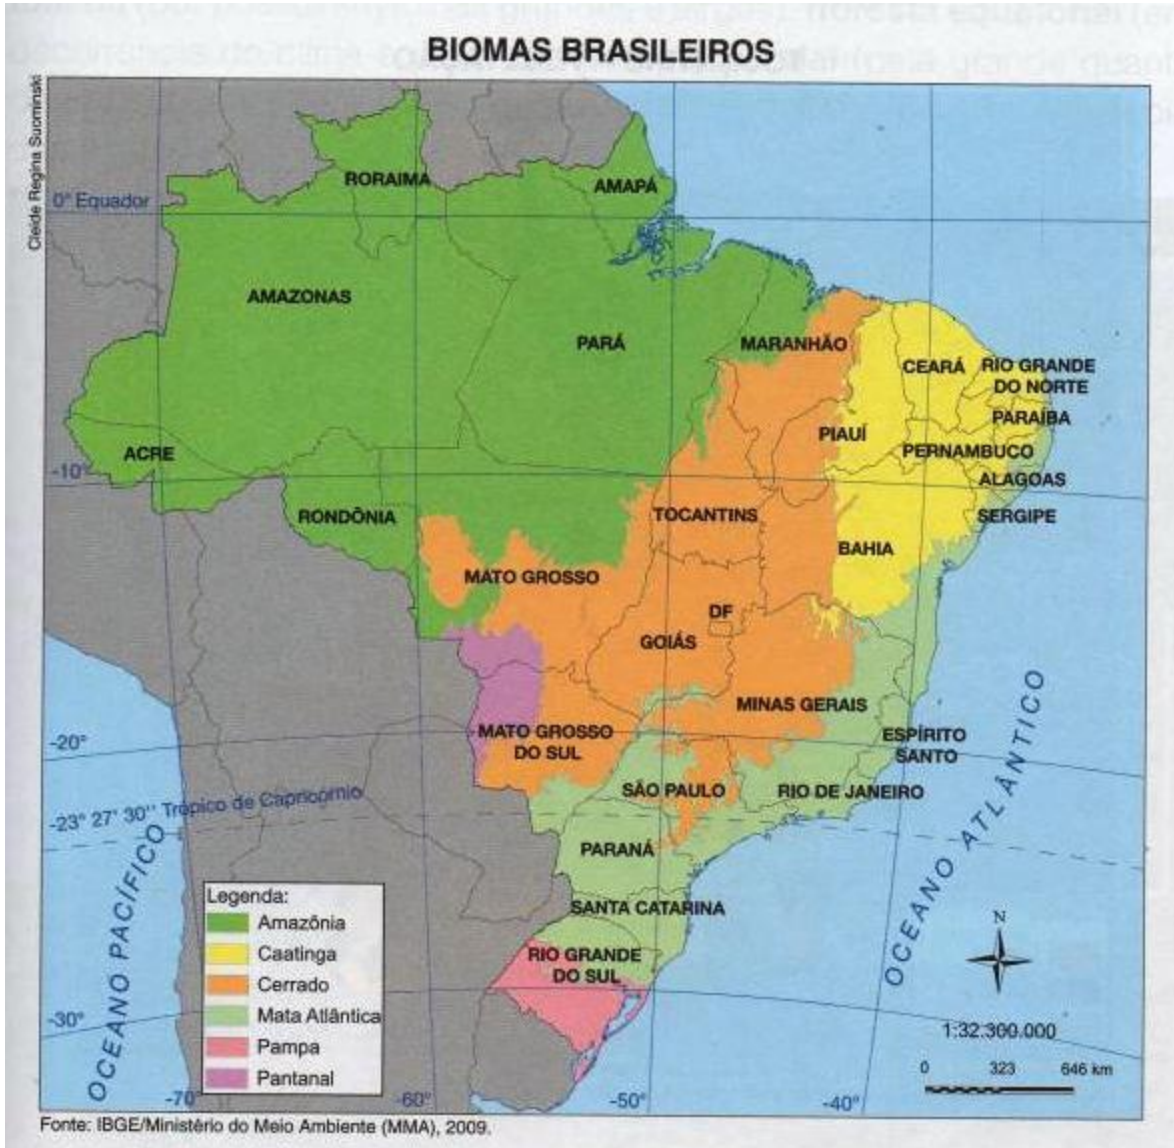 BIOMAS BRASILEIROS
Cleide Regina Suominski
RORAIMA
AMAPÁ
0° Equador
AMAZONAS
PARÁ
MARANHÃO
CEARÁ
RIO GRANDE
DO NORTE
PARAÍBA
PIAUÍ
PERNAMBUCO
ACRE
-10°
ALAGOAS
RONDÔNIA
TOCANTINS
SERGIPE
BAHIA
MATO GROSSO
DF
GOIÁS
MINAS GERAIS
MATO GROSSO
DO SUL
ESPÍRITO
SANTO
-20°
SÃO PAULO
RIO DE JANEIRO
-23° 27' 30'' Trópico de Capricórnio
PARANÁ
SANTA CATARINA
RIO GRANDE
DO SUL
OCEANO PACÍFICO
OCEANO ATLÂNTICO
Legenda:
Amazônia
Caatinga
Cerrado
Mata Atlântica
Pampa
Pantanal
N
1:32.300.000
0 323 646 km
-30°
-70°
-60°
-50°
-40°
Fonte: IBGE/Ministério do Meio Ambiente (MMA), 2009.